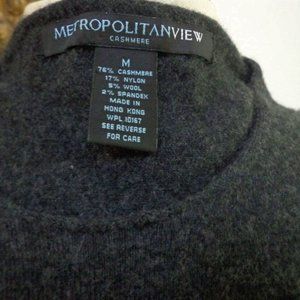 METROPOLITANVIEW
CASHMERE
M
76% CASHMERE
17% NYLON
5% WOOL
2% SPANDEX
MADE IN
HONG KONG
WPL 10167
SEE REVERSE
FOR CARE